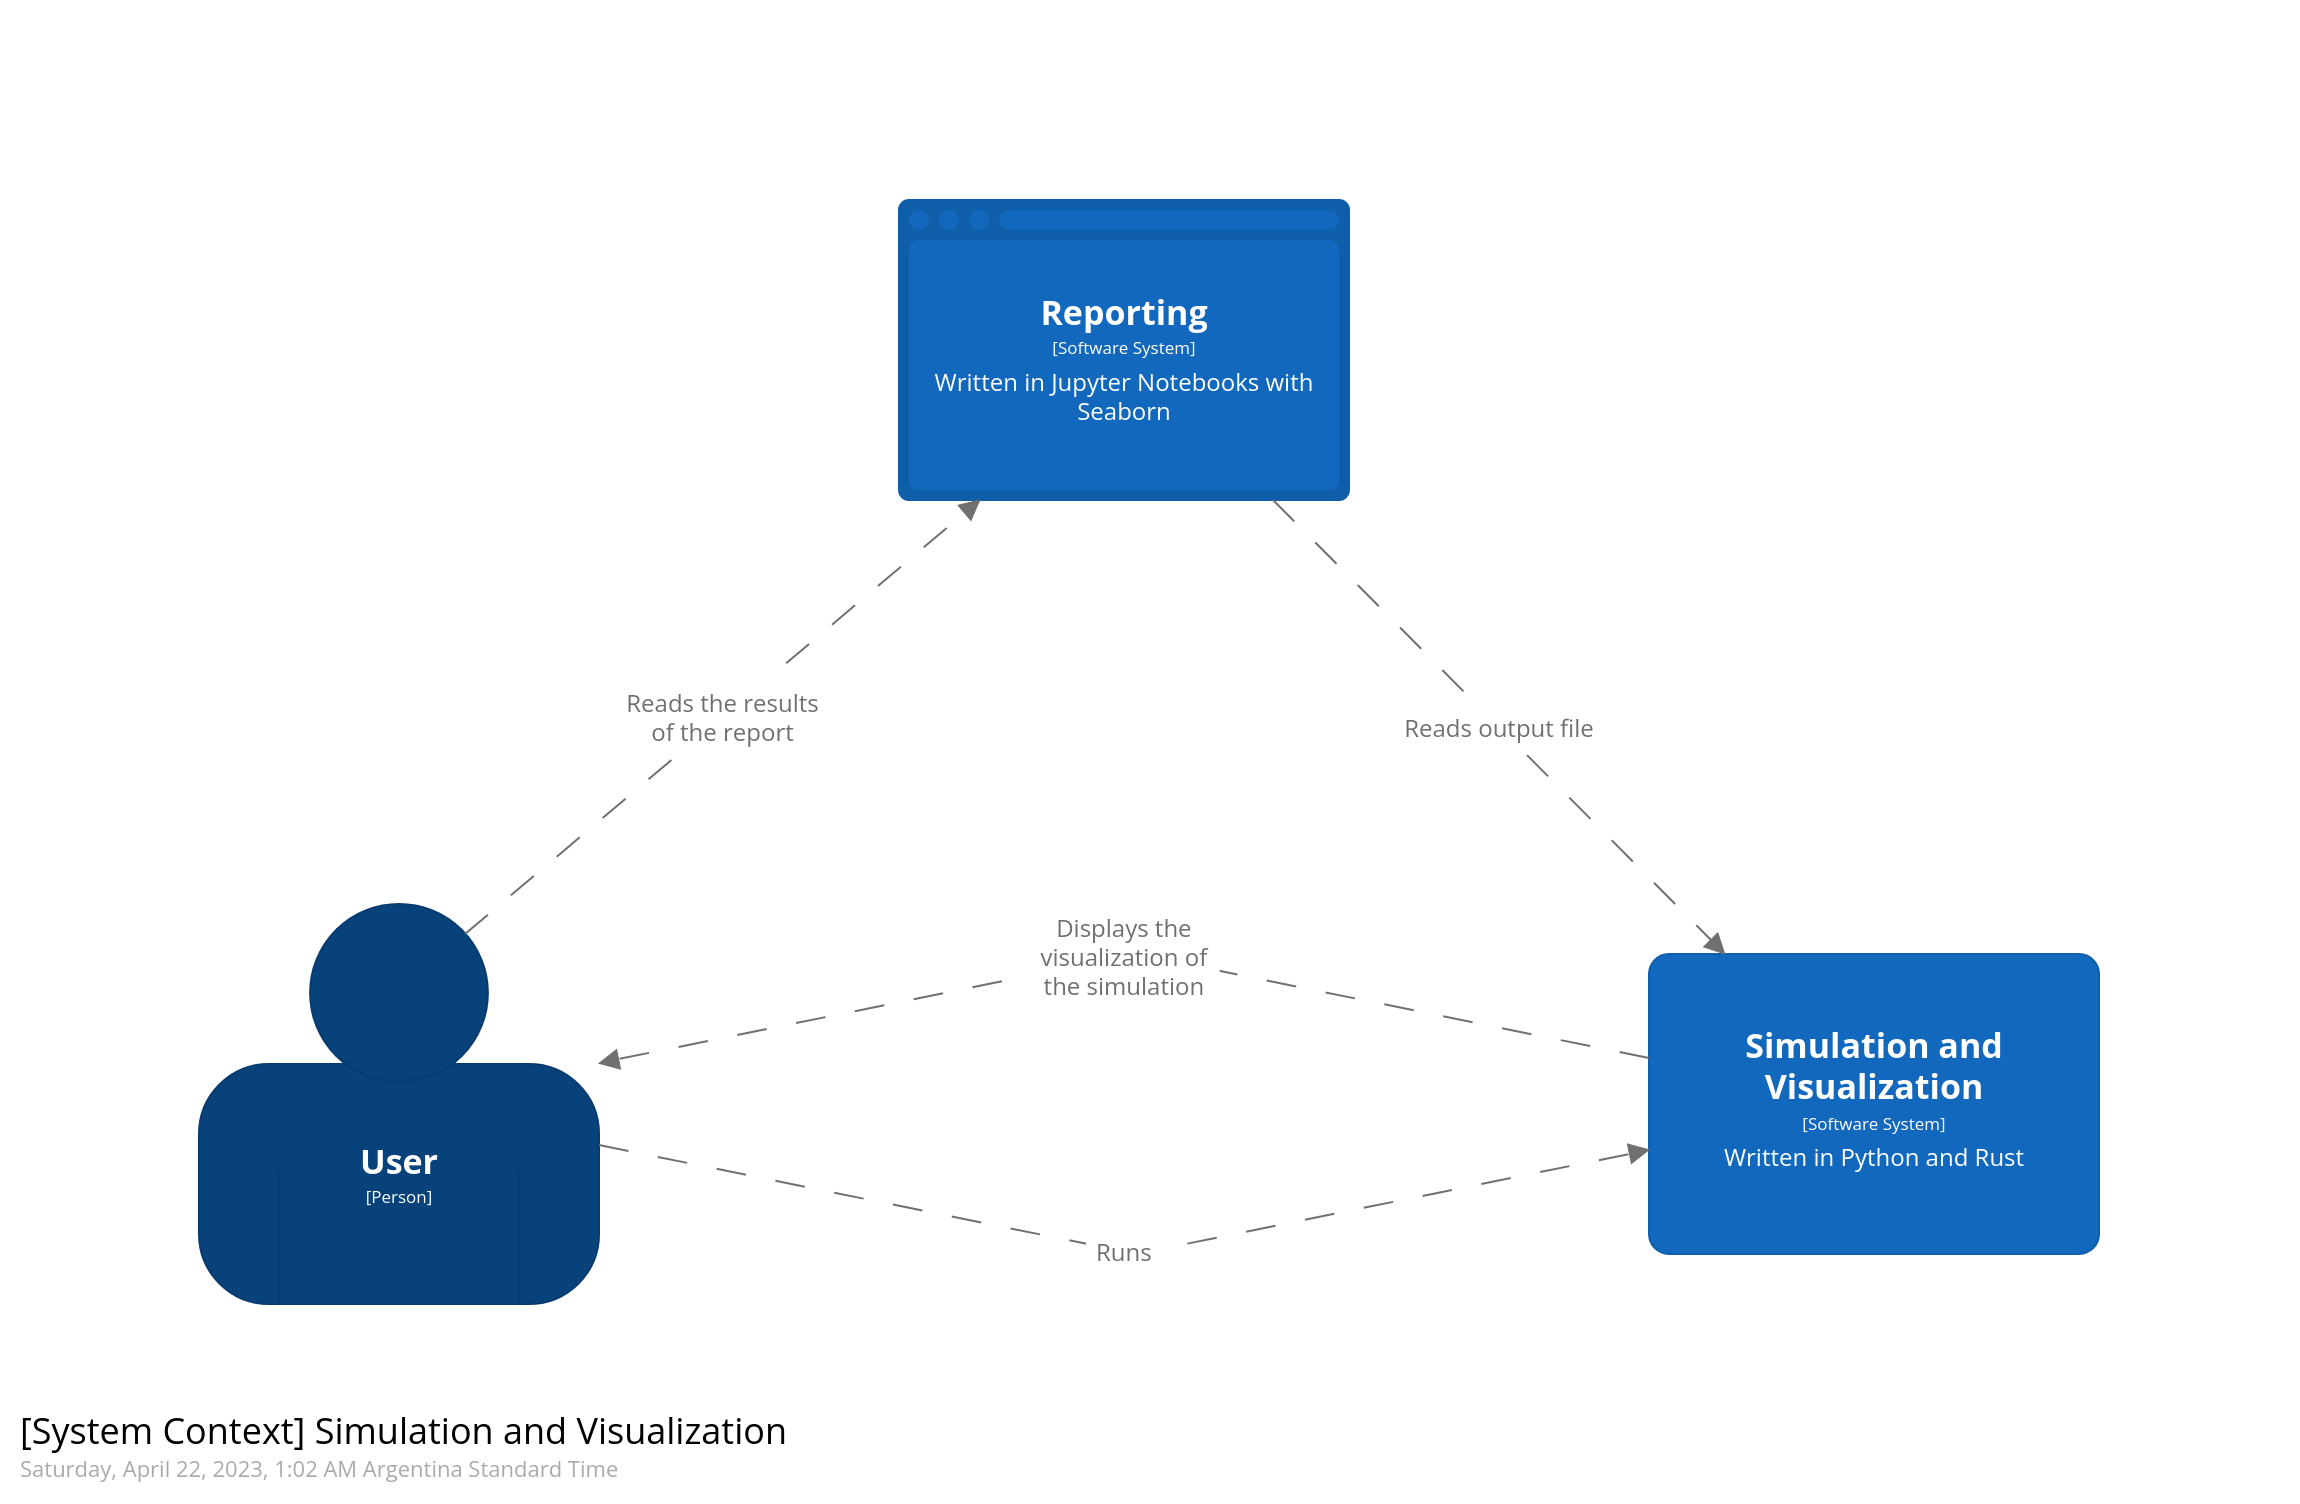 Reporting
[Software System]
Written in Jupyter Notebooks with
Seaborn
Reads the results
of the report
Reads output file
Displays the
visualization of
the simulation
Simulation and
Visualization
[Software System]
Written in Python and Rust
User
[Person]
Runs
[System Context] Simulation and Visualization
Saturday, April 22, 2023, 1:02 AM Argentina Standard Time